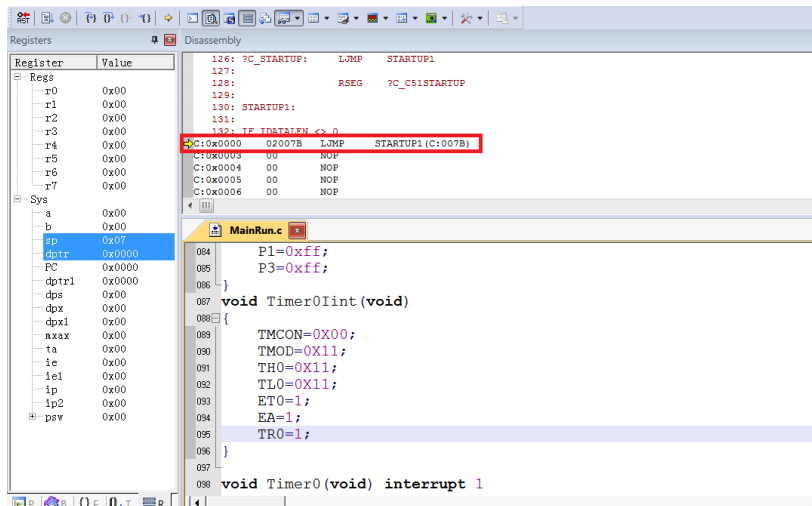 RST
Registers
Disassembly
Register Value
Regs
r0 0x00
r1 0x00
r2 0x00
r3 0x00
r4 0x00
r5 0x00
r6 0x00
r7 0x00
Sys
a 0x00
b 0x00
sp 0x07
dptr 0x0000
PC 0x0000
dptr1 0x0000
dps 0x00
dpx 0x00
dpx1 0x00
mxax 0x00
ta 0x00
ie 0x00
ie1 0x00
ip 0x00
ip2 0x00
psw 0x00
126: ?C_STARTUP: LJMP STARTUP1
127:
128: RSEG ?C_C51STARTUP
129:
130: STARTUP1:
131:
132: IF IDATALEN <> 0
C:0x0000 02007B LJMP STARTUP1(C:007B)
C:0x0003 00 NOP
C:0x0004 00 NOP
C:0x0005 00 NOP
C:0x0006 00 NOP
MainRun.c
084 P1=0xff;
085 P3=0xff;
086 }
087 void Timer0Iint(void)
088 {
089 TMCON=0X00;
090 TMOD=0X11;
091 TH0=0X11;
092 TL0=0X11;
093 ET0=1;
094 EA=1;
095 TR0=1;
096 }
097
098 void Timer0(void) interrupt 1